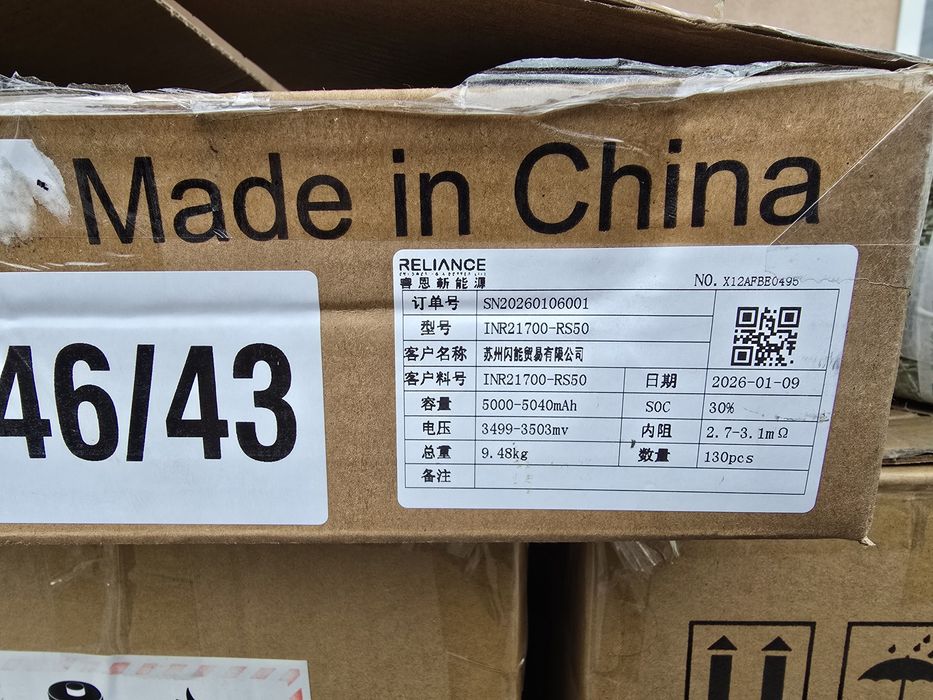 Made in China
46/43
RELIANCE
睿恩新能源
NO. X12AFBE0495
订单号 SN20260106001
型号 INR21700-RS50
客户名称 苏州闪能贸易有限公司
客户料号 INR21700-RS50 日期 2026-01-09
容量 5000-5040mAh SOC 30%
电压 3499-3503mv 内阻 2.7-3.1mΩ
总重 9.48kg 数量 130pcs
备注